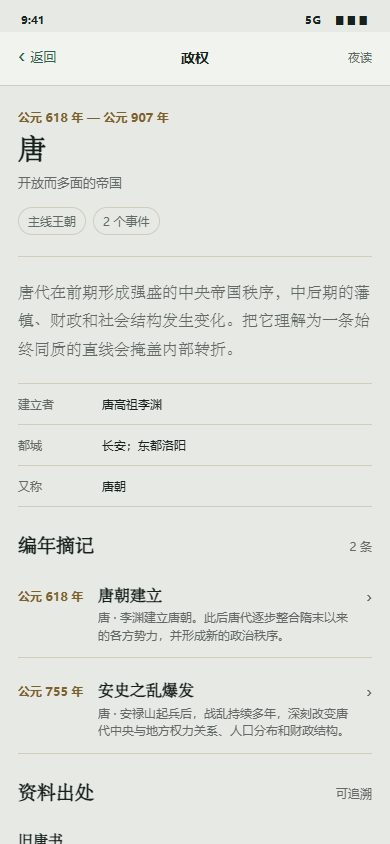 9:41 5G
返回 政权 夜读
公元 618 年 — 公元 907 年
唐
开放而多面的帝国
主线王朝 2 个事件
唐代在前期形成强盛的中央帝国秩序，中后期的藩
镇、财政和社会结构发生变化。把它理解为一条始
终同质的直线会掩盖内部转折。
建立者 唐高祖李渊
都城 长安；东都洛阳
又称 唐朝
编年摘记 2 条
公元 618 年 唐朝建立
唐 · 李渊建立唐朝。此后唐代逐步整合隋末以来
的各方势力，并形成新的政治秩序。
公元 755 年 安史之乱爆发
唐 · 安禄山起兵后，战乱持续多年，深刻改变唐
代中央与地方权力关系、人口分布和财政结构。
资料出处 可追溯
旧唐书